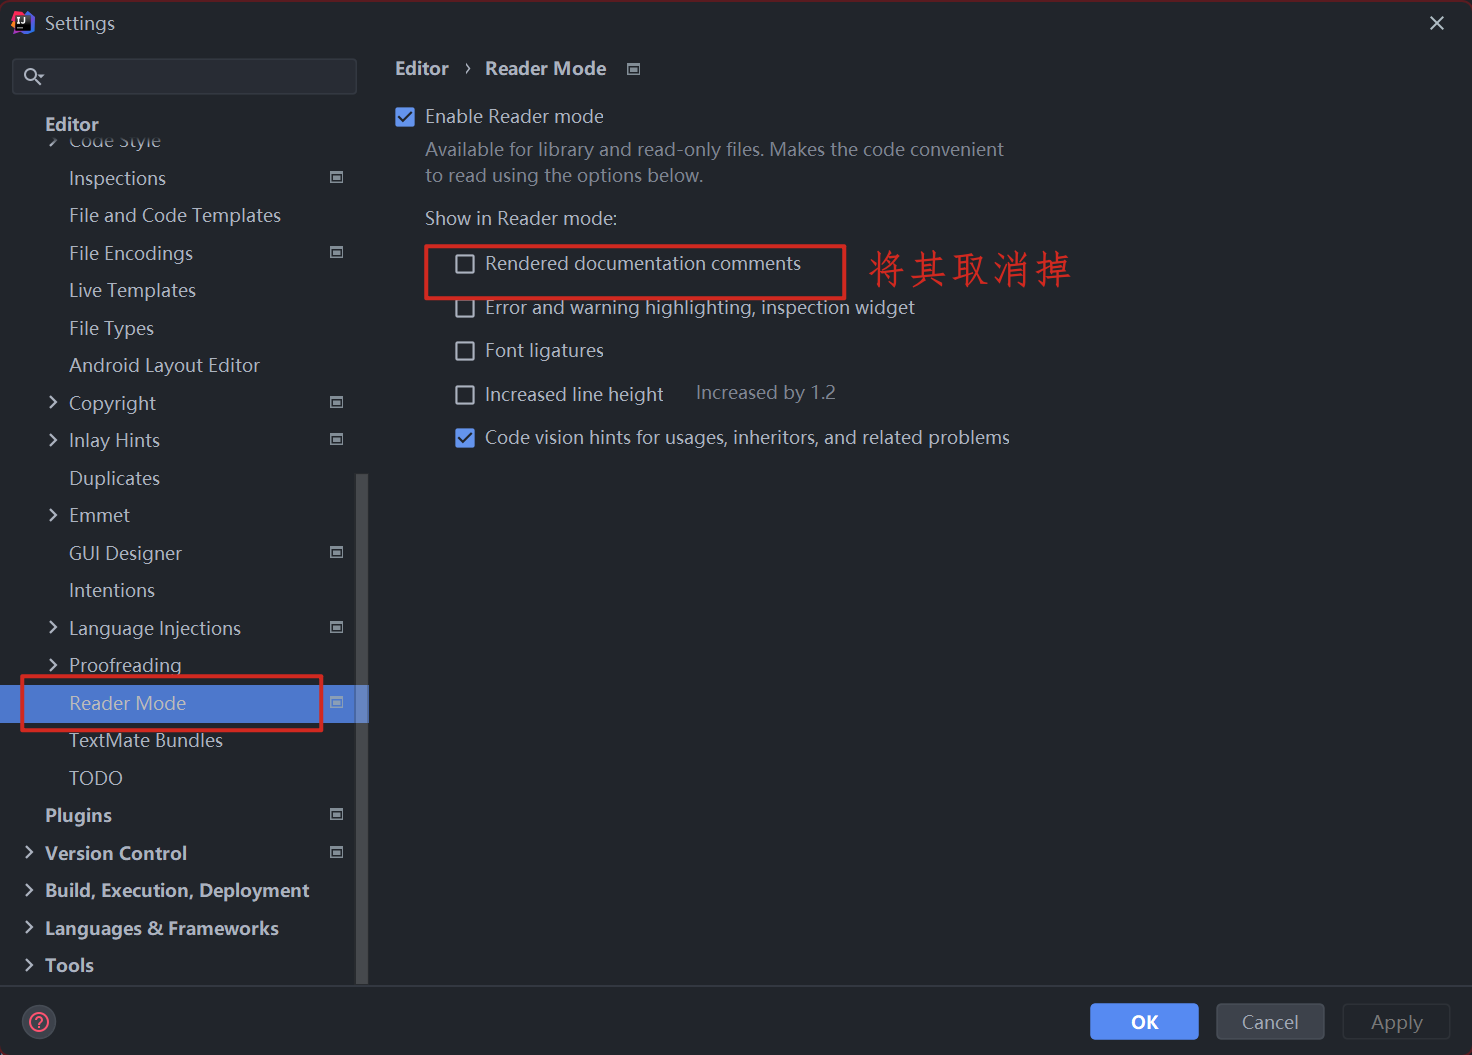 Settings
Editor
Code Style
Inspections
File and Code Templates
File Encodings
Live Templates
File Types
Android Layout Editor
Copyright
Inlay Hints
Duplicates
Emmet
GUI Designer
Intentions
Language Injections
Proofreading
Reader Mode
TextMate Bundles
TODO
Plugins
Version Control
Build, Execution, Deployment
Languages & Frameworks
Tools
Editor › Reader Mode
Enable Reader mode
Available for library and read-only files. Makes the code convenient
to read using the options below.
Show in Reader mode:
Rendered documentation comments 将其取消掉
Error and warning highlighting, inspection widget
Font ligatures
Increased line height Increased by 1.2
Code vision hints for usages, inheritors, and related problems
? OK Cancel Apply